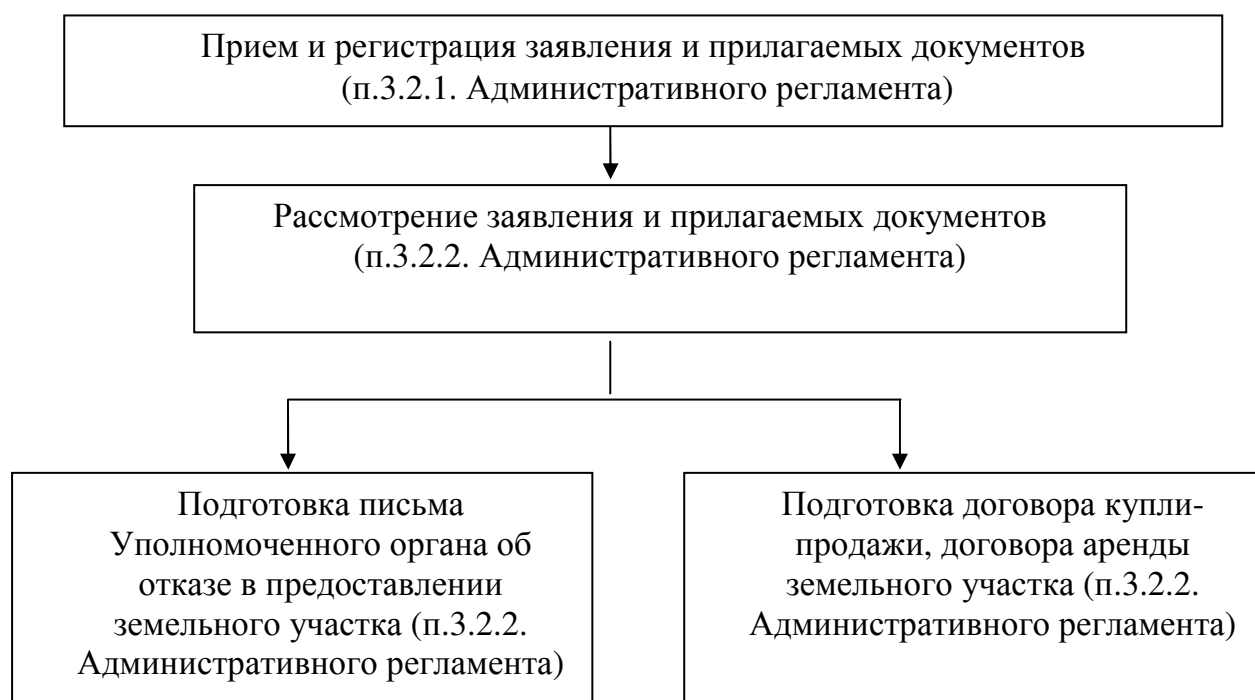 Прием и регистрация заявления и прилагаемых документов
(п.3.2.1. Административного регламента)
Рассмотрение заявления и прилагаемых документов
(п.3.2.2. Административного регламента)
Подготовка письма
Уполномоченного органа об
отказе в предоставлении
земельного участка (п.3.2.2.
Административного регламента)
Подготовка договора купли-
продажи, договора аренды
земельного участка (п.3.2.2.
Административного регламента)